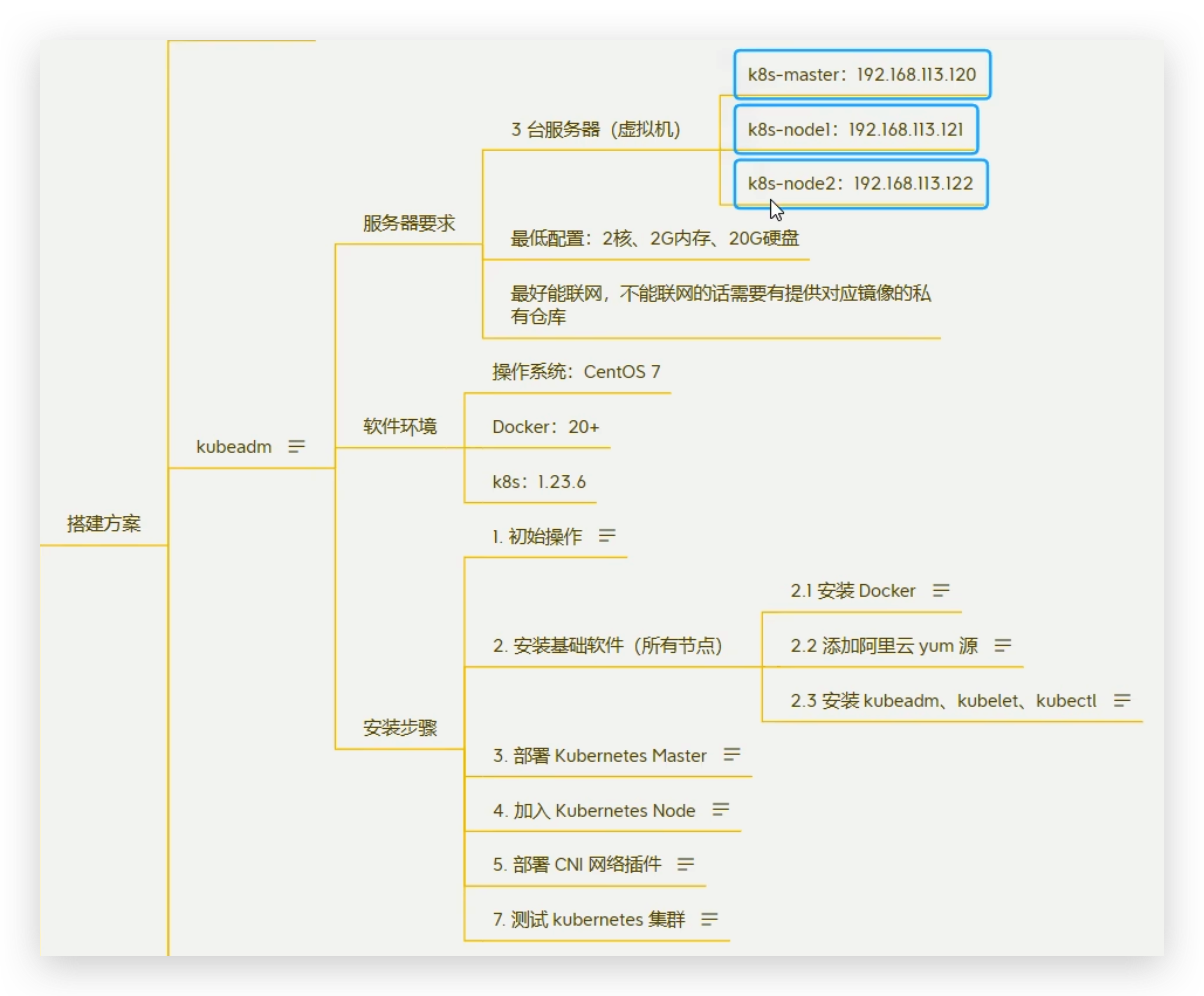 搭建方案
kubeadm
服务器要求
3 台服务器（虚拟机）
k8s-master：192.168.113.120
k8s-node1：192.168.113.121
k8s-node2：192.168.113.122
最低配置：2核、2G内存、20G硬盘
最好能联网，不能联网的话需要有提供对应镜像的私
有仓库
软件环境
操作系统：CentOS 7
Docker：20+
k8s：1.23.6
安装步骤
1. 初始操作
2. 安装基础软件（所有节点）
2.1 安装 Docker
2.2 添加阿里云 yum 源
2.3 安装 kubeadm、kubelet、kubectl
3. 部署 Kubernetes Master
4. 加入 Kubernetes Node
5. 部署 CNI 网络插件
7. 测试 kubernetes 集群